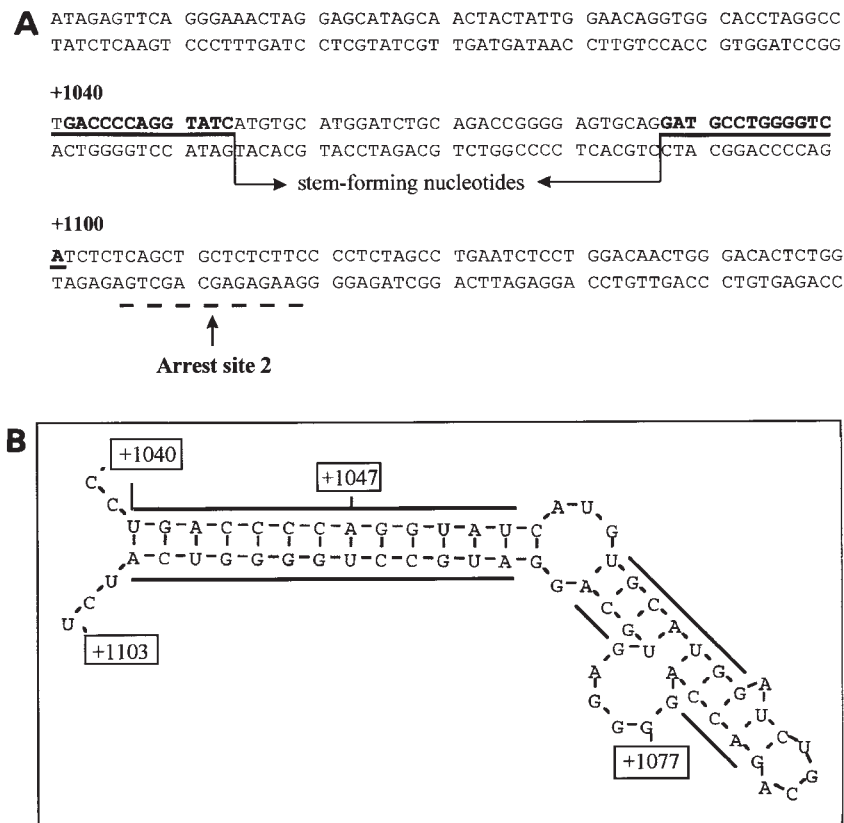 A
ATAGAGTTCA GGGAAACTAG GAGCATAGCA ACTACTATTG GAACAGGTGG CACCTAGGCC
TATCTCAAGT CCCTTTGATC CTCGTATCGT TGATGATAAC CTTGTCCACC GTGGATCCGG
+1040
TGACCCCAGG TATCATGTGC ATGGATCTGC AGACCGGGG AGTGCAGGAT GCCTGGGGTC
ACTGGGGTCC ATAGTACACG TACCTAGACG TCTGGCCCC TCACGTCCTA CGGACCCCAG
stem-forming nucleotides
+1100
ATCTCTCAGCT GCTCTCTTCC CCTCTAGCC TGAATCTCCT GGACAACTGG GACACTCTGG
TAGAGAGTCGA CGAGAGAAGG GGAGATCGG ACTTAGAGGA CCTGTTGACC CTGTGAGACC
Arrest site 2
B
+1040
+1047
C C U-G-A-C-C-C-C-A-G-G-U-A-U-C A-U G U G C A U G G A U C U G C A G
U C U A-C-U-G-G-G-G-U-C-C-G-U-A-G G A C G U G A G G G G A C C A
+1103
+1077